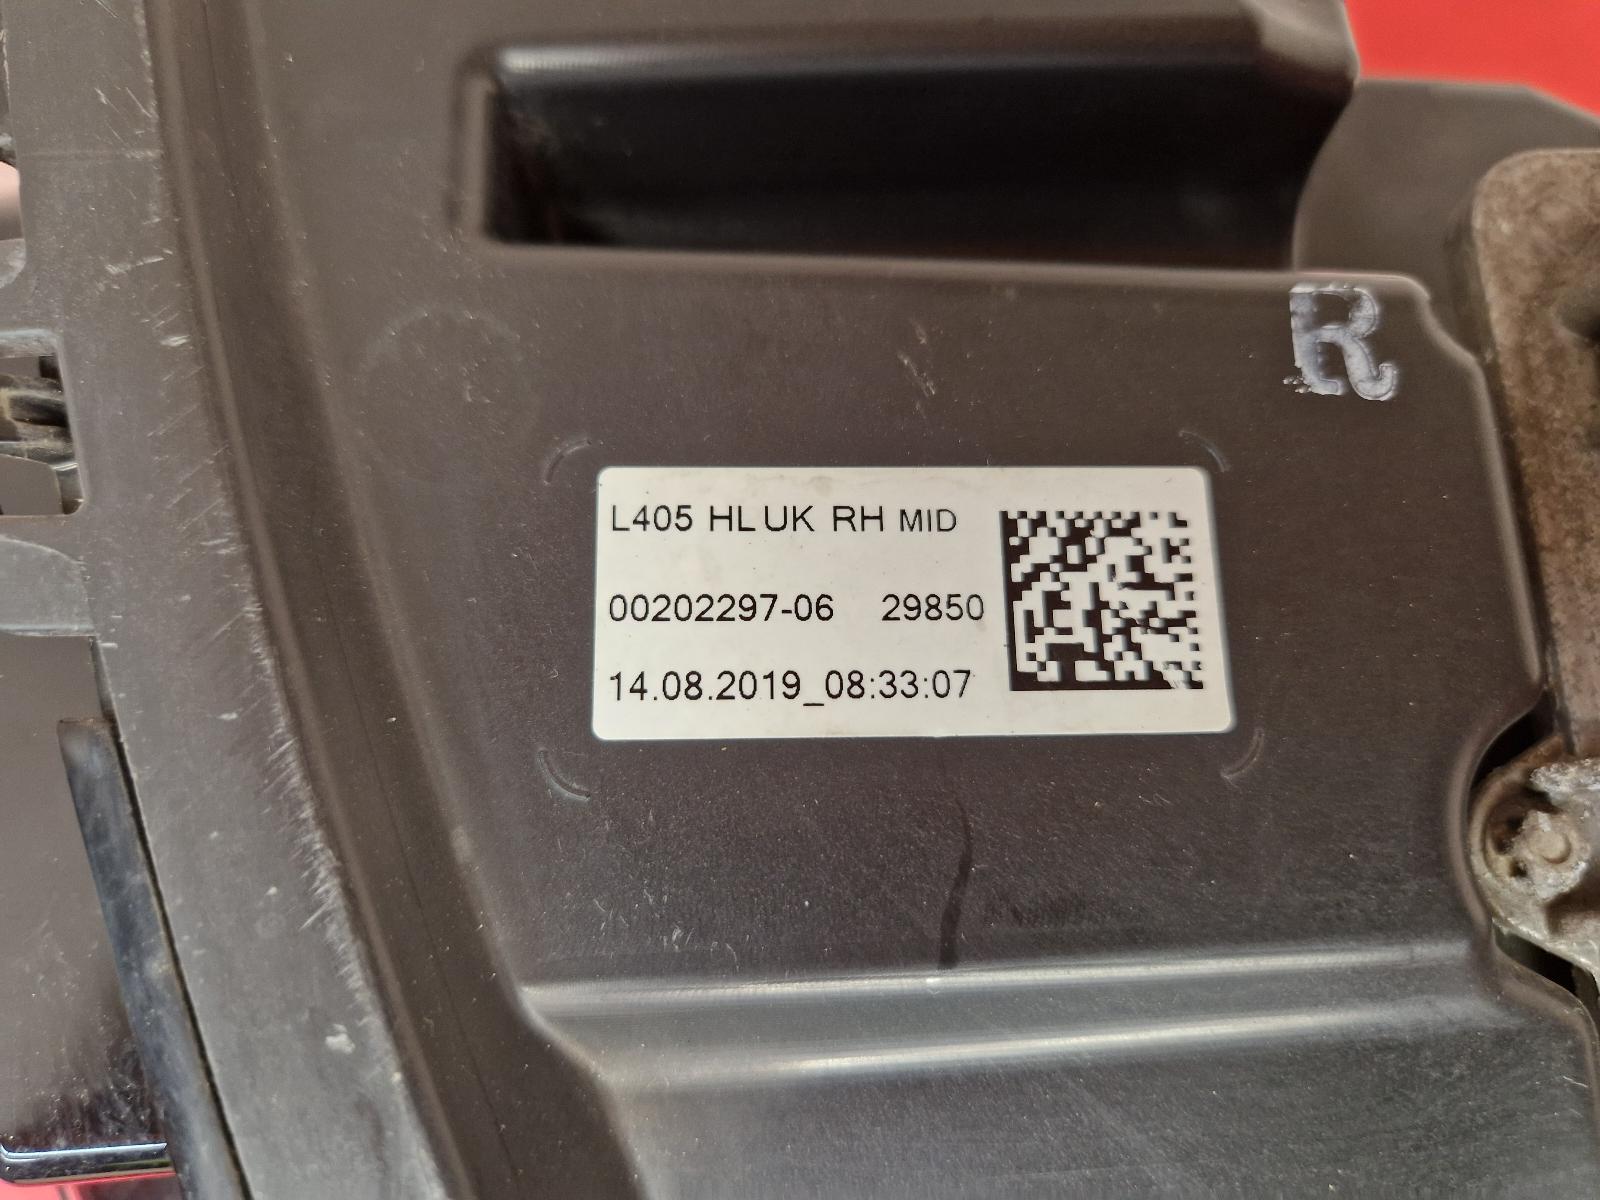 R
L405 HL UK RH MID
00202297-06 29850
14.08.2019_08:33:07